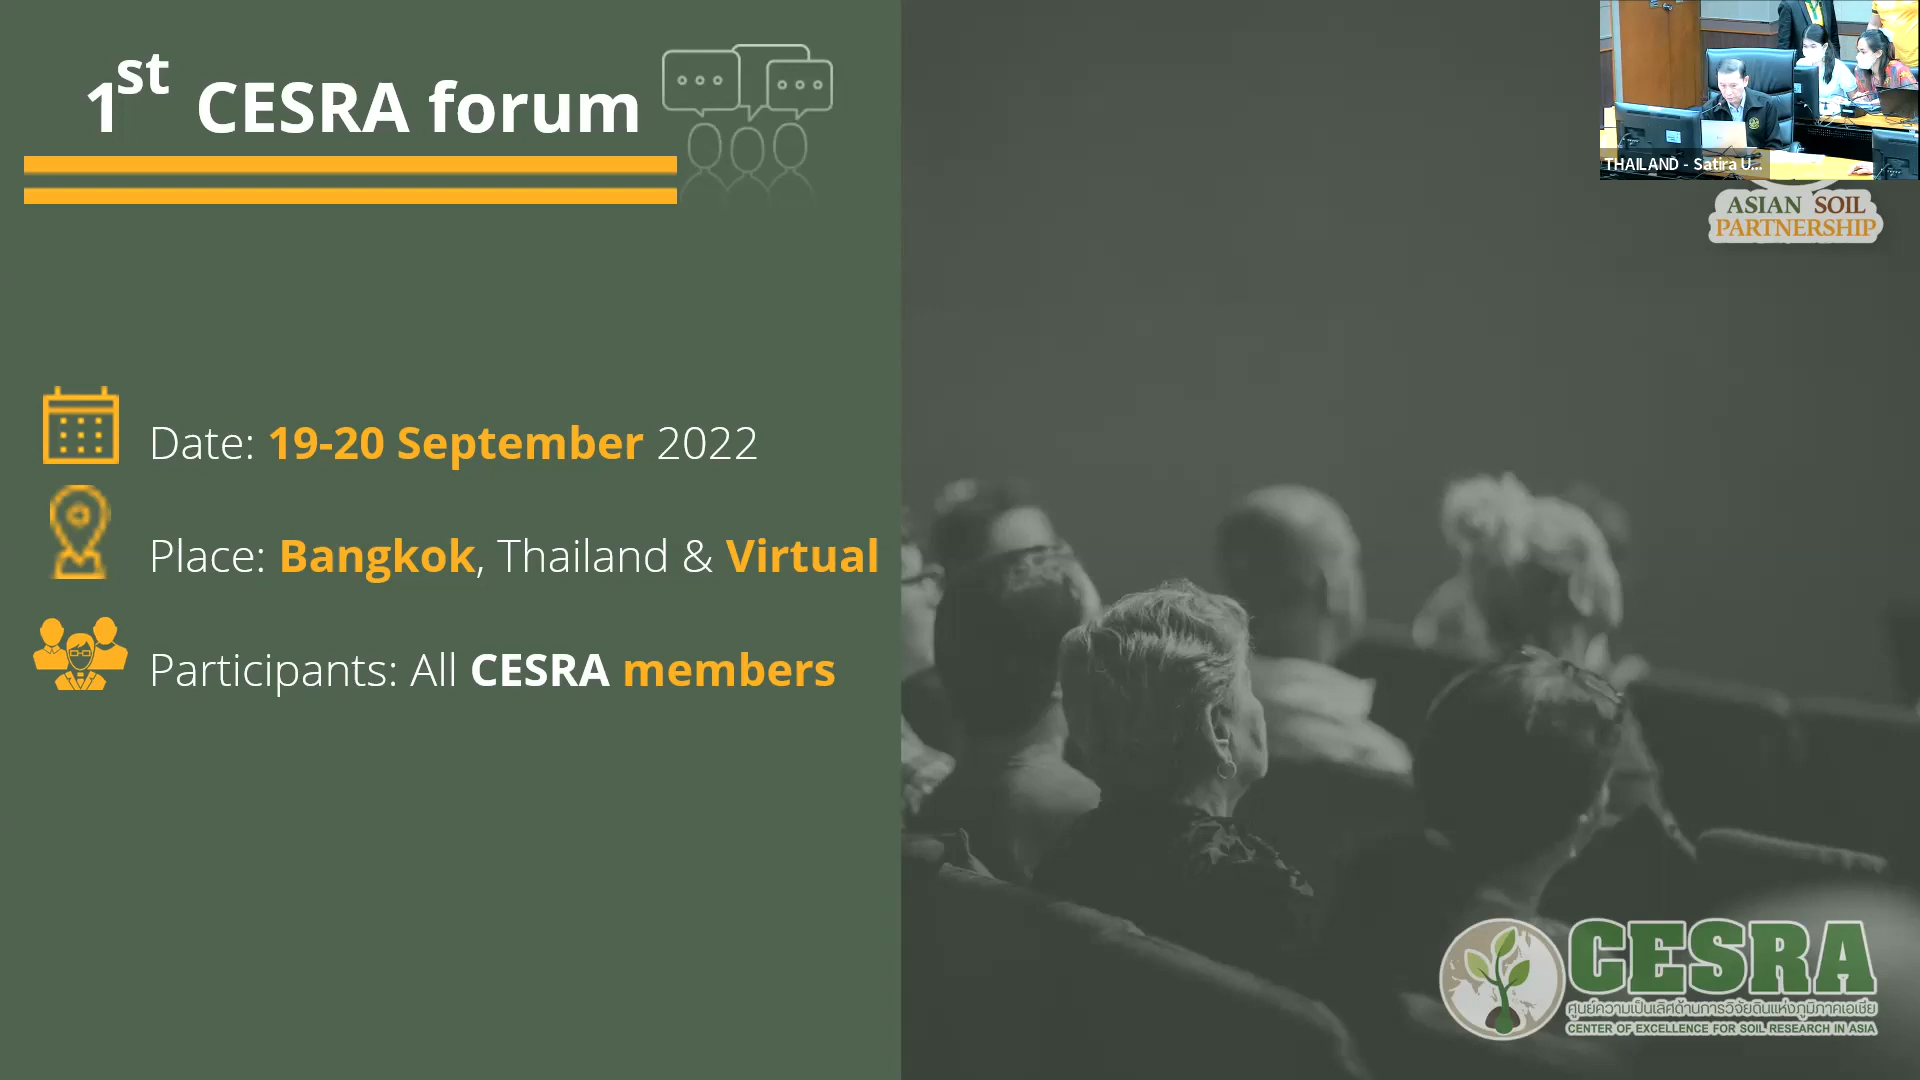 1st CESRA forum
THAILAND - Satira U...
ASIAN SOIL
PARTNERSHIP
Date: 19-20 September 2022
Place: Bangkok, Thailand & Virtual
Participants: All CESRA members
CESRA
ศูนย์ความเป็นเลิศด้านการวิจัยดินแห่งภูมิภาคเอเชีย
CENTER OF EXCELLENCE FOR SOIL RESEARCH IN ASIA